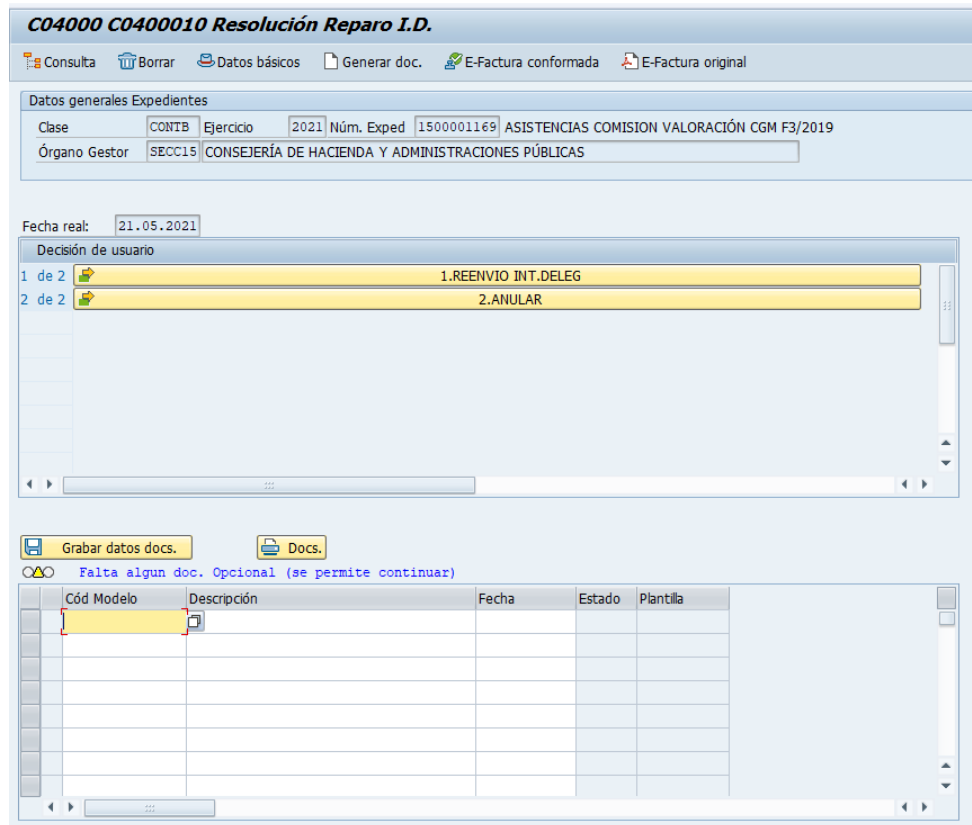 C04000 C0400010 Resolución Reparo I.D.
Consulta Borrar Datos básicos Generar doc. E-Factura conformada E-Factura original
Datos generales Expedientes
Clase CONTB Ejercicio 2021 Núm. Exped 1500001169 ASISTENCIAS COMISION VALORACIÓN CGM F3/2019
Órgano Gestor SECC15 CONSEJERÍA DE HACIENDA Y ADMINISTRACIONES PÚBLICAS
Fecha real: 21.05.2021
Decisión de usuario
1 de 2 1.REENVIO INT.DELEG
2 de 2 2.ANULAR
Grabar datos docs. Docs.
Falta algun doc. Opcional (se permite continuar)
Cód Modelo Descripción Fecha Estado Plantilla